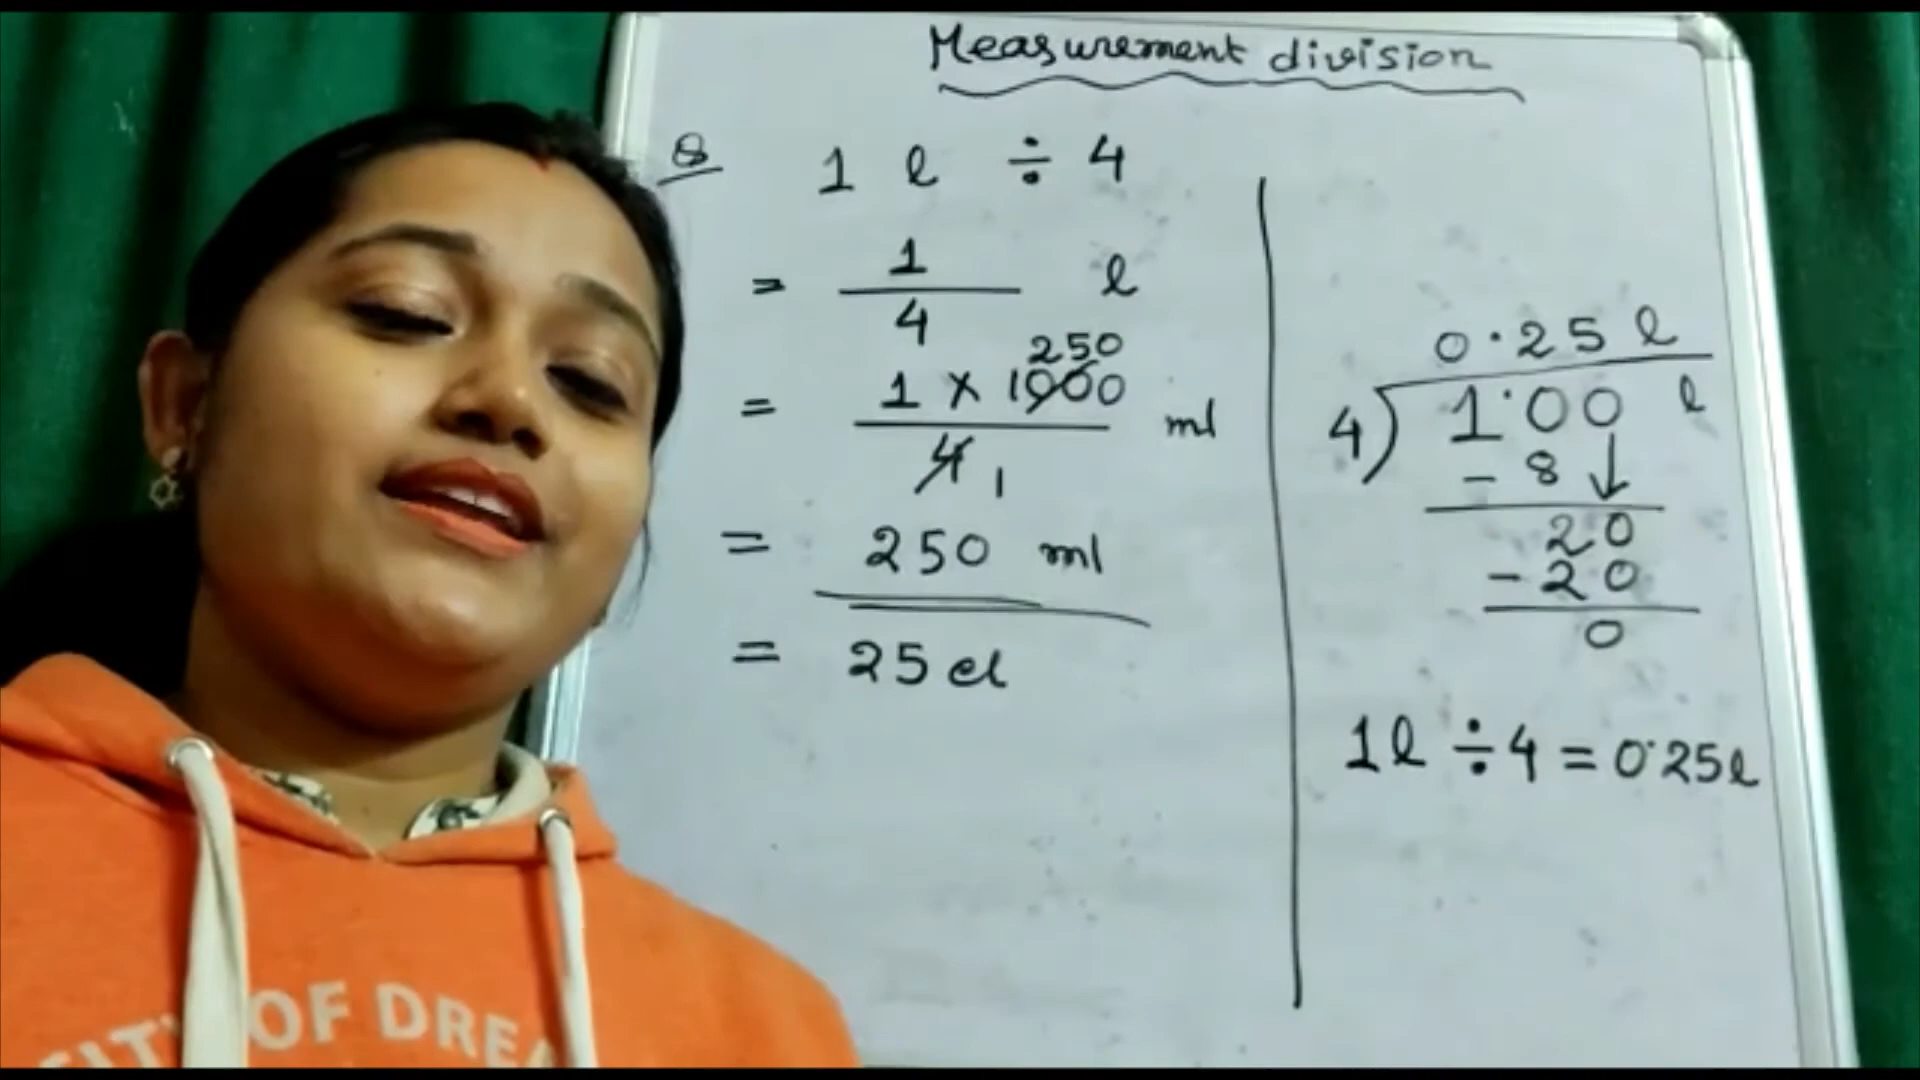 Measurement division
Q 1 l ÷ 4
= 1/4 l
250
= 1 × 1000/4 ml
1
= 250 ml
= 25 cl
0.25 l
4) 1.00 l
- 8 ↓
20
- 20
0
1l ÷ 4 = 0.25l
CITY OF DRE